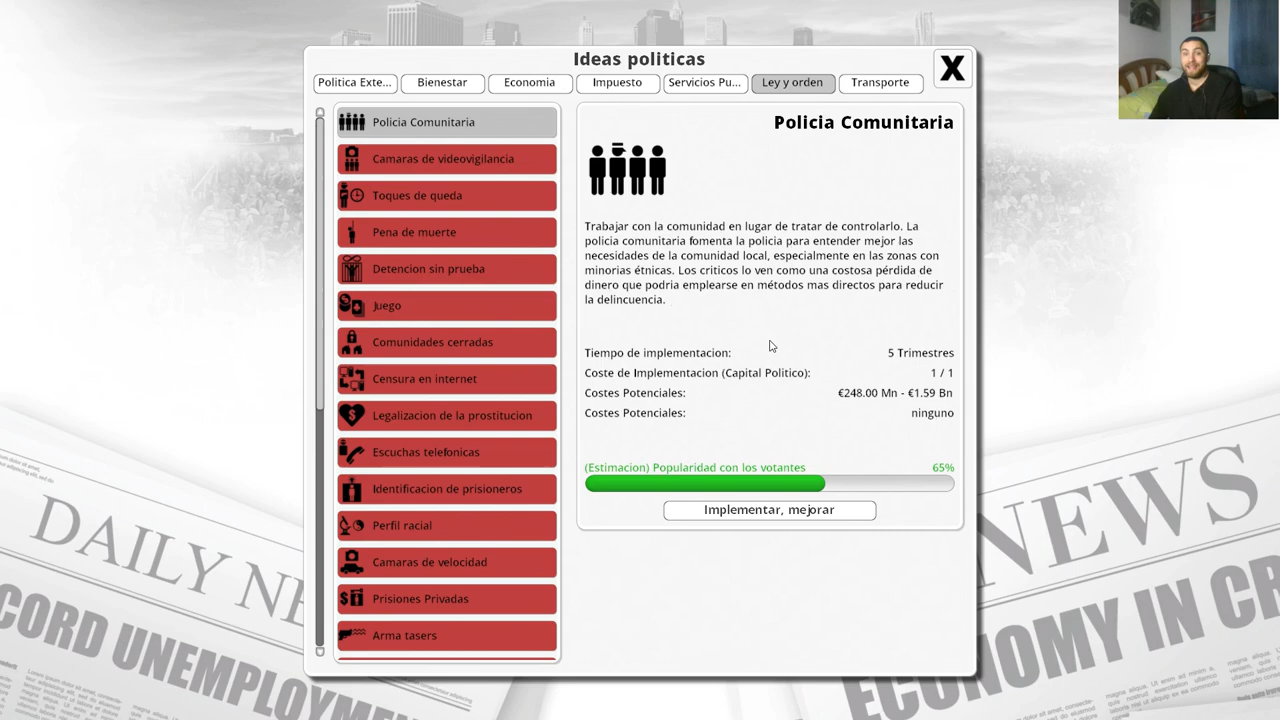 Ideas politicas
X
Politica Exte...
Bienestar
Economia
Impuesto
Servicios Pu...
Ley y orden
Transporte
Policia Comunitaria
Camaras de videovigilancia
Toques de queda
Pena de muerte
Detencion sin prueba
Juego
Comunidades cerradas
Censura en internet
Legalizacion de la prostitucion
Escuchas telefonicas
Identificacion de prisioneros
Perfil racial
Camaras de velocidad
Prisiones Privadas
Arma tasers
Policia Comunitaria
Trabajar con la comunidad en lugar de tratar de controlarlo. La
policia comunitaria fomenta la policia para entender mejor las
necesidades de la comunidad local, especialmente en las zonas con
minorias étnicas. Los criticos lo ven como una costosa pérdida de
dinero que podria emplearse en métodos mas directos para reducir
la delincuencia.
Tiempo de implementacion: 5 Trimestres
Coste de Implementacion (Capital Politico): 1 / 1
Costes Potenciales: €248.00 Mn - €1.59 Bn
Costes Potenciales: ninguno
(Estimacion) Popularidad con los votantes 65%
Implementar, mejorar
DAILY NE
CORD UNEMPLOYM
NEWS
ECONOMY IN CR